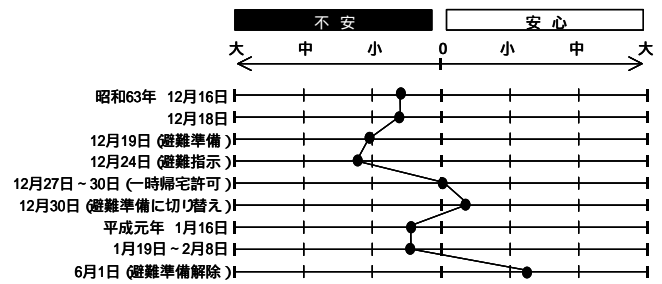 不 安 安 心
大 中 小 0 小 中 大
昭和63年 12月16日
12月18日
12月19日（避難準備）
12月24日（避難指示）
12月27日～30日（一時帰宅許可）
12月30日（避難準備に切り替え）
平成元年 1月16日
1月19日～2月8日
6月1日（避難準備解除）